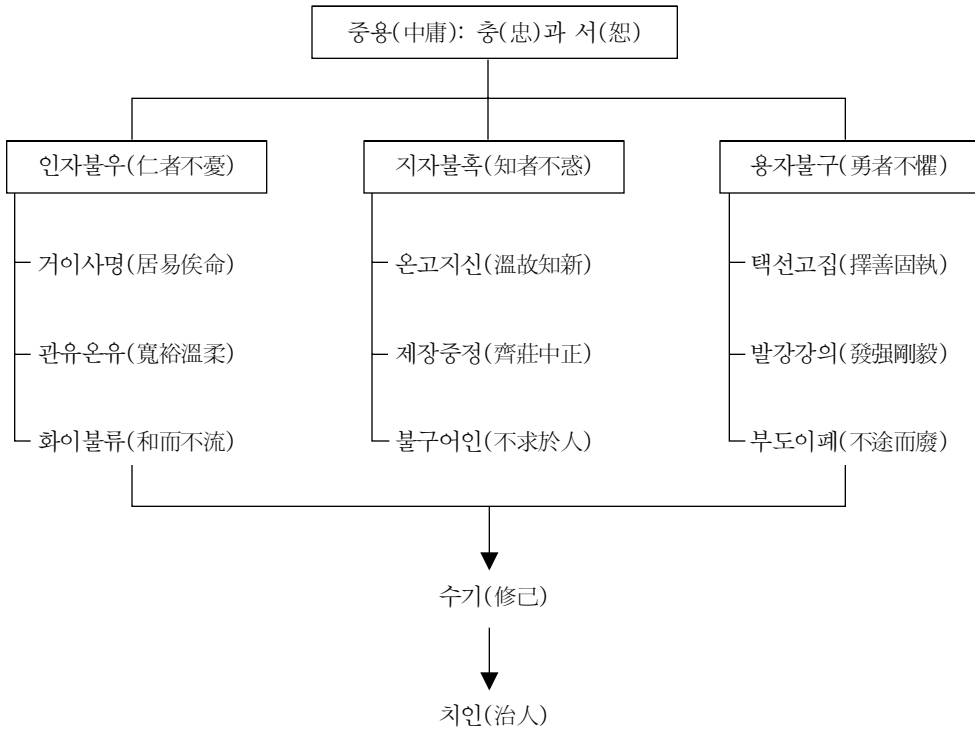 중용(中庸): 충(忠)과 서(恕)
인자불우(仁者不憂)
지자불혹(知者不惑)
용자불구(勇者不懼)
거이사명(居易俟命)
온고지신(溫故知新)
택선고집(擇善固執)
관유온유(寬裕溫柔)
제장중정(齊莊中正)
발강강의(發强剛毅)
화이불류(和而不流)
불구어인(不求於人)
부도이폐(不途而廢)
수기(修己)
치인(治人)